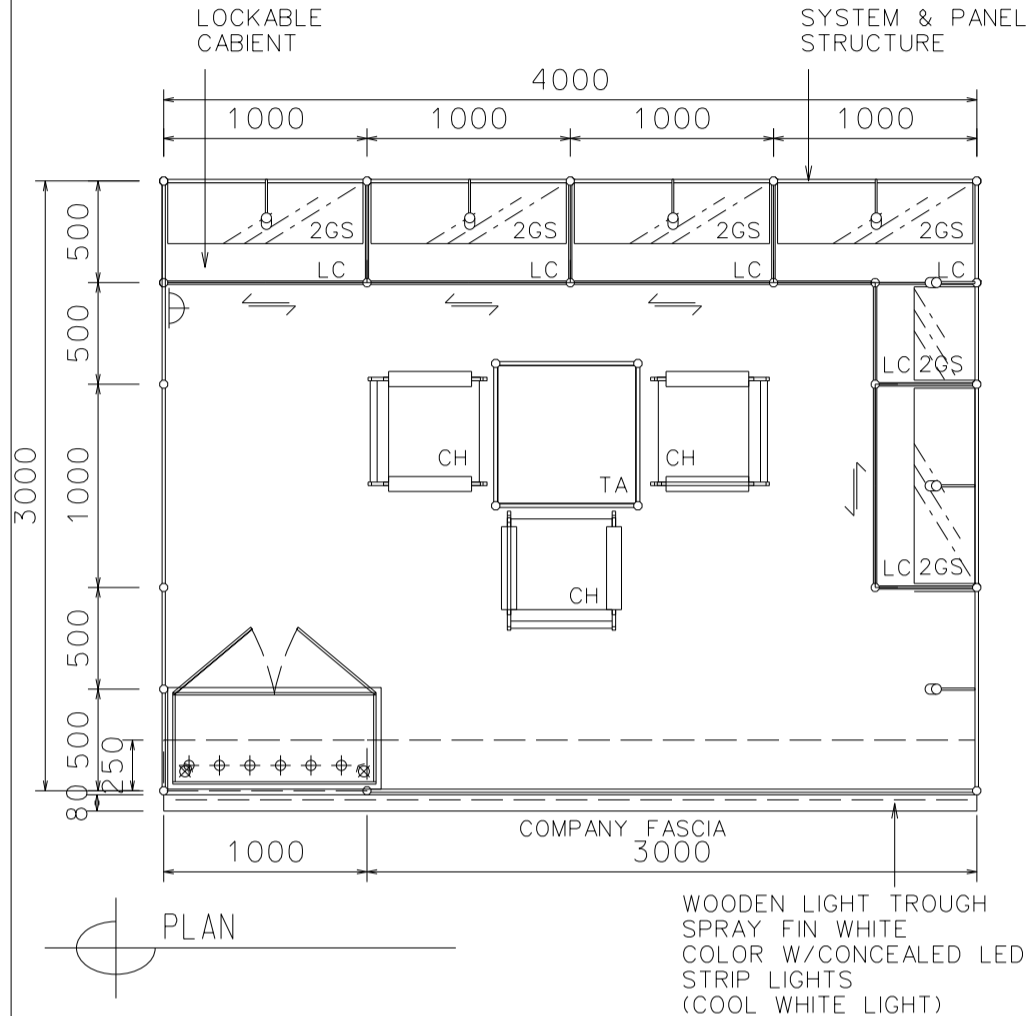 LOCKABLE
CABIENT
SYSTEM & PANEL
STRUCTURE
4000
1000 1000 1000 1000
2GS 2GS 2GS 2GS
LC LC LC LC
500
500
1000
500
500
3000
250
80
LC 2GS
LC 2GS
CH
TA
CH
CH
COMPANY FASCIA
1000 3000
PLAN
WOODEN LIGHT TROUGH
SPRAY FIN WHITE
COLOR W/CONCEALED LED
STRIP LIGHTS
(COOL WHITE LIGHT)